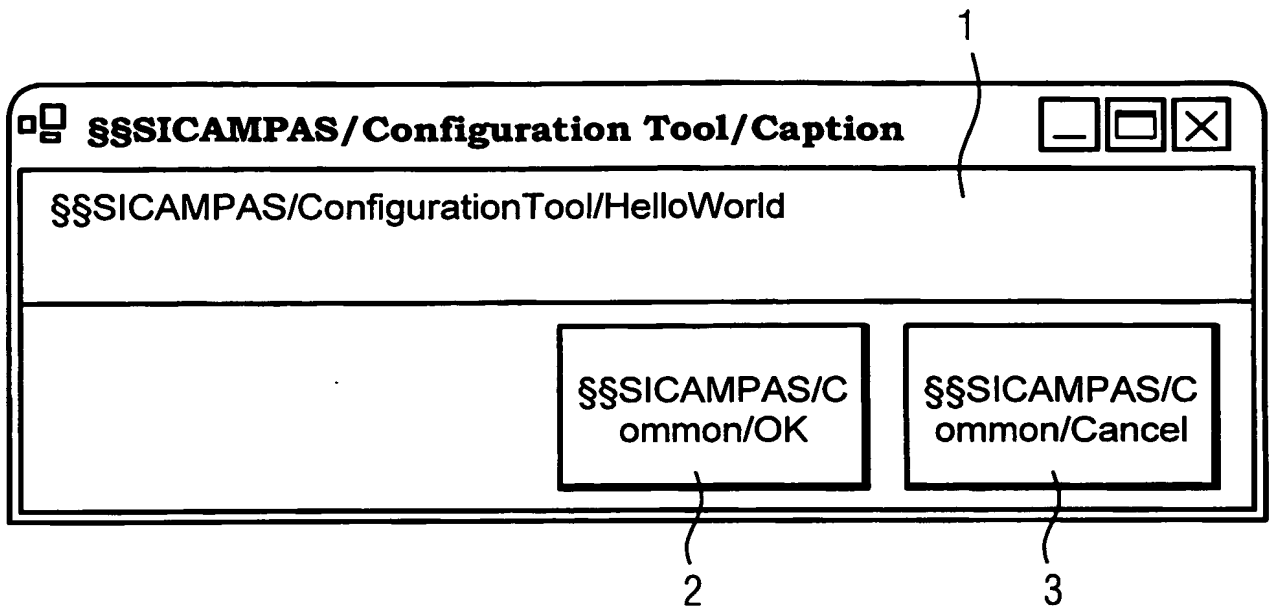 1
§§SICAMPAS/Configuration Tool/Caption
§§SICAMPAS/ConfigurationTool/HelloWorld
§§SICAMPAS/C
ommon/OK
§§SICAMPAS/C
ommon/Cancel
2
3